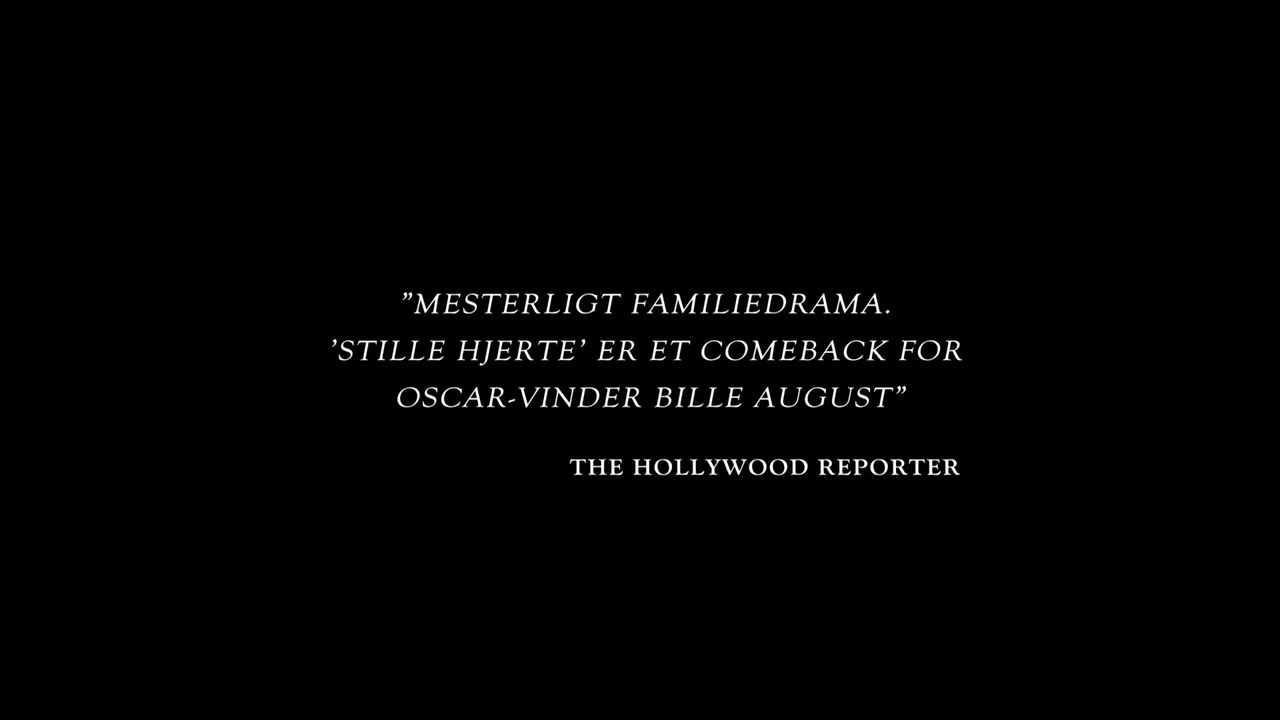 ”MESTERLIGT FAMILIEDRAMA.
’STILLE HJERTE’ ER ET COMEBACK FOR
OSCAR-VINDER BILLE AUGUST”
THE HOLLYWOOD REPORTER